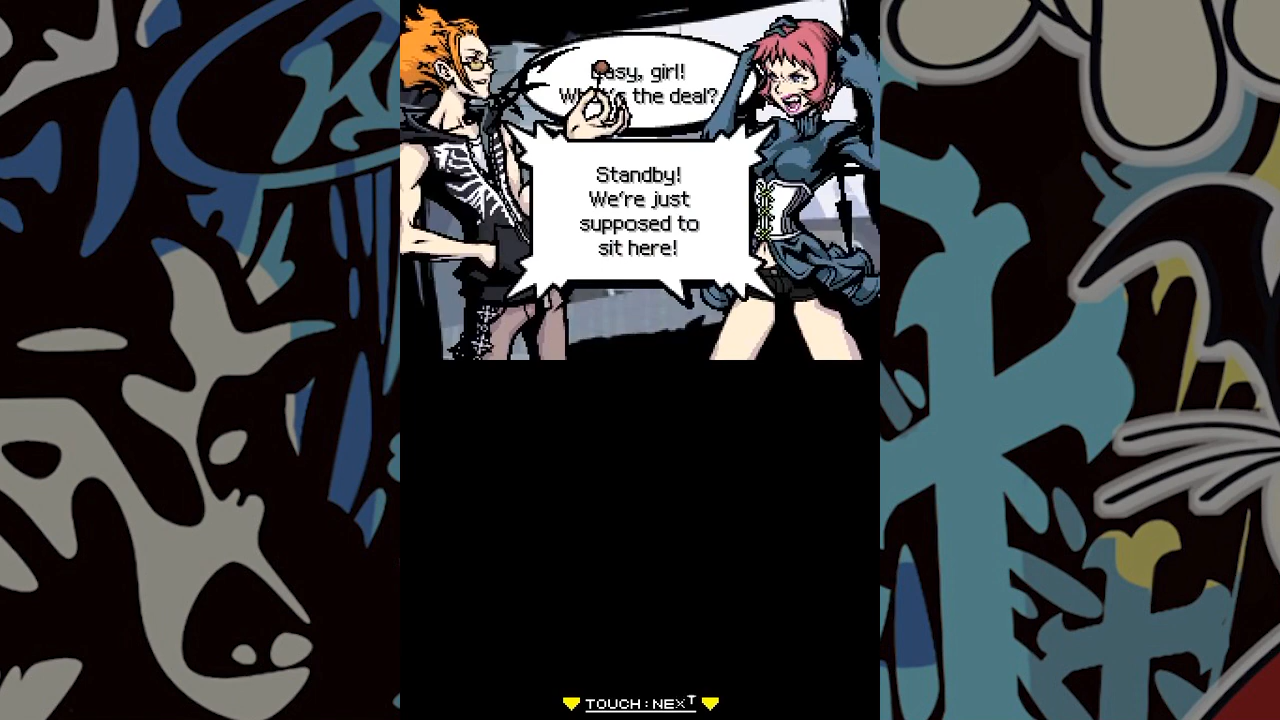 Easy, girl!
What's the deal?
Standby!
We're just
supposed to
sit here!
TOUCH:NEXT